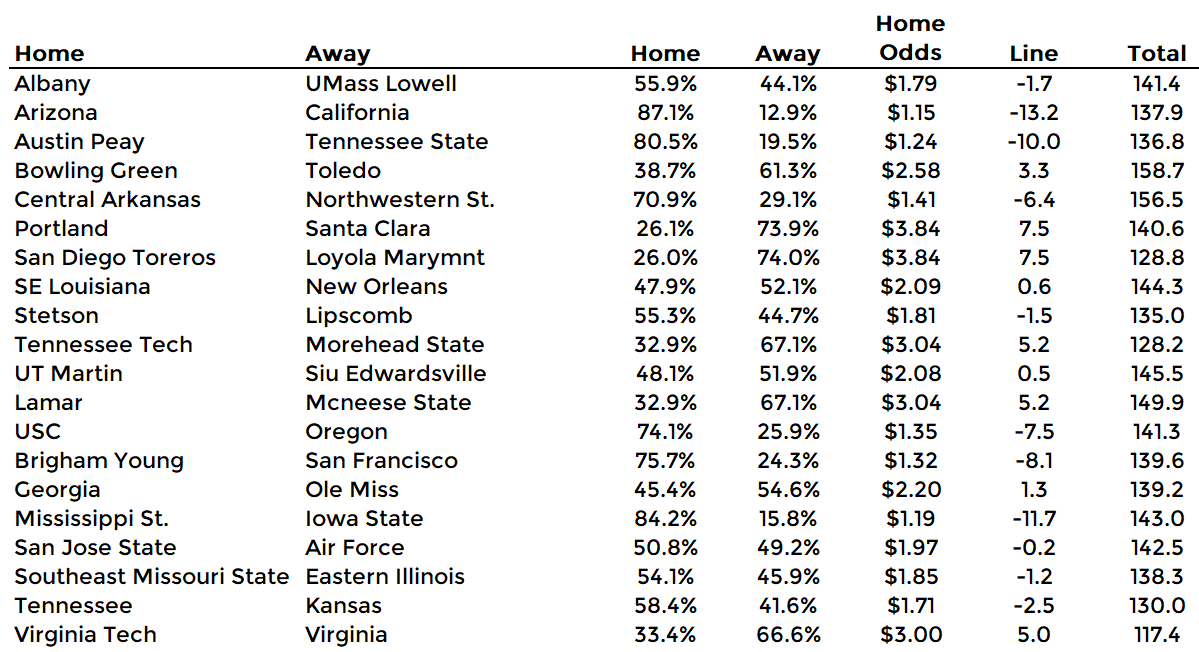 Home
Home Away Home Away Odds Line Total
Albany UMass Lowell 55.9% 44.1% $1.79 -1.7 141.4
Arizona California 87.1% 12.9% $1.15 -13.2 137.9
Austin Peay Tennessee State 80.5% 19.5% $1.24 -10.0 136.8
Bowling Green Toledo 38.7% 61.3% $2.58 3.3 158.7
Central Arkansas Northwestern St. 70.9% 29.1% $1.41 -6.4 156.5
Portland Santa Clara 26.1% 73.9% $3.84 7.5 140.6
San Diego Toreros Loyola Marymnt 26.0% 74.0% $3.84 7.5 128.8
SE Louisiana New Orleans 47.9% 52.1% $2.09 0.6 144.3
Stetson Lipscomb 55.3% 44.7% $1.81 -1.5 135.0
Tennessee Tech Morehead State 32.9% 67.1% $3.04 5.2 128.2
UT Martin Siu Edwardsville 48.1% 51.9% $2.08 0.5 145.5
Lamar Mcneese State 32.9% 67.1% $3.04 5.2 149.9
USC Oregon 74.1% 25.9% $1.35 -7.5 141.3
Brigham Young San Francisco 75.7% 24.3% $1.32 -8.1 139.6
Georgia Ole Miss 45.4% 54.6% $2.20 1.3 139.2
Mississippi St. Iowa State 84.2% 15.8% $1.19 -11.7 143.0
San Jose State Air Force 50.8% 49.2% $1.97 -0.2 142.5
Southeast Missouri State Eastern Illinois 54.1% 45.9% $1.85 -1.2 138.3
Tennessee Kansas 58.4% 41.6% $1.71 -2.5 130.0
Virginia Tech Virginia 33.4% 66.6% $3.00 5.0 117.4